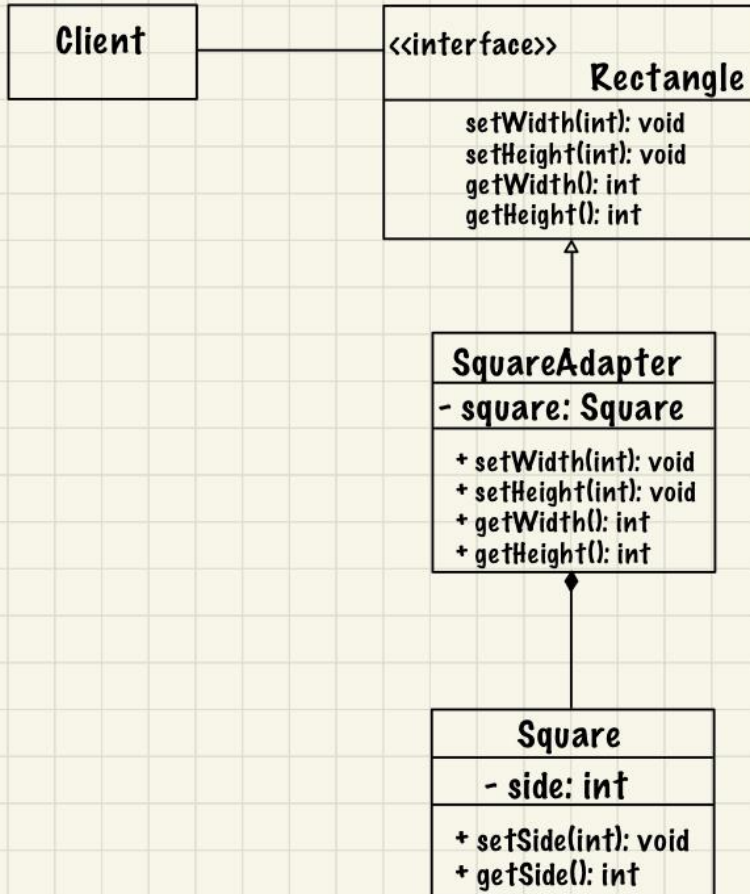 Client
<<interface>>
Rectangle
setWidth(int): void
setHeight(int): void
getWidth(): int
getHeight(): int
SquareAdapter
- square: Square
+ setWidth(int): void
+ setHeight(int): void
+ getWidth(): int
+ getHeight(): int
Square
- side: int
+ setSide(int): void
+ getSide(): int